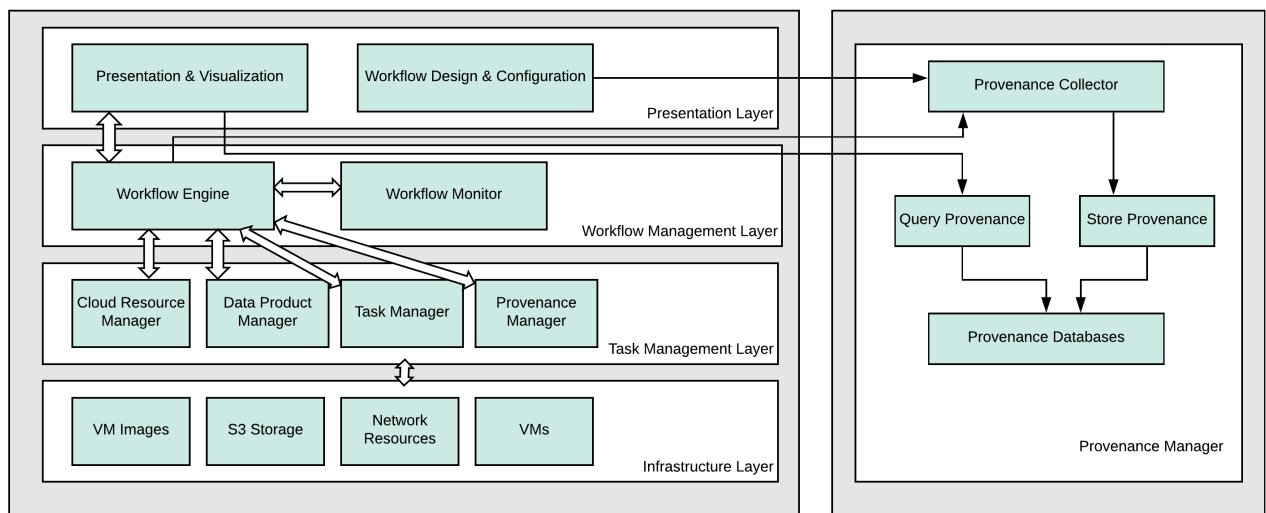 Presentation & Visualization
Workflow Design & Configuration
Presentation Layer
Workflow Engine
Workflow Monitor
Workflow Management Layer
Cloud Resource
Manager
Data Product
Manager
Task Manager
Provenance
Manager
Task Management Layer
VM Images
S3 Storage
Network
Resources
VMs
Infrastructure Layer
Provenance Collector
Query Provenance
Store Provenance
Provenance Databases
Provenance Manager